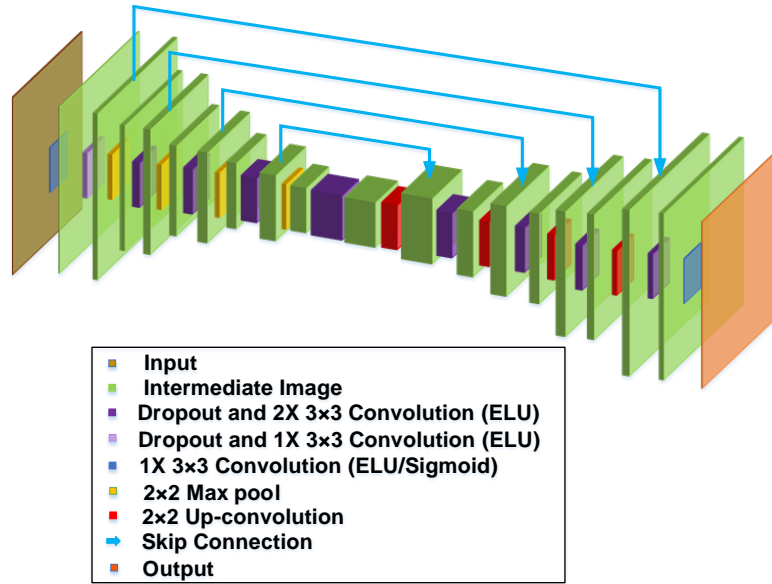 Input
Intermediate Image
Dropout and 2X 3×3 Convolution (ELU)
Dropout and 1X 3×3 Convolution (ELU)
1X 3×3 Convolution (ELU/Sigmoid)
2×2 Max pool
2×2 Up-convolution
Skip Connection
Output